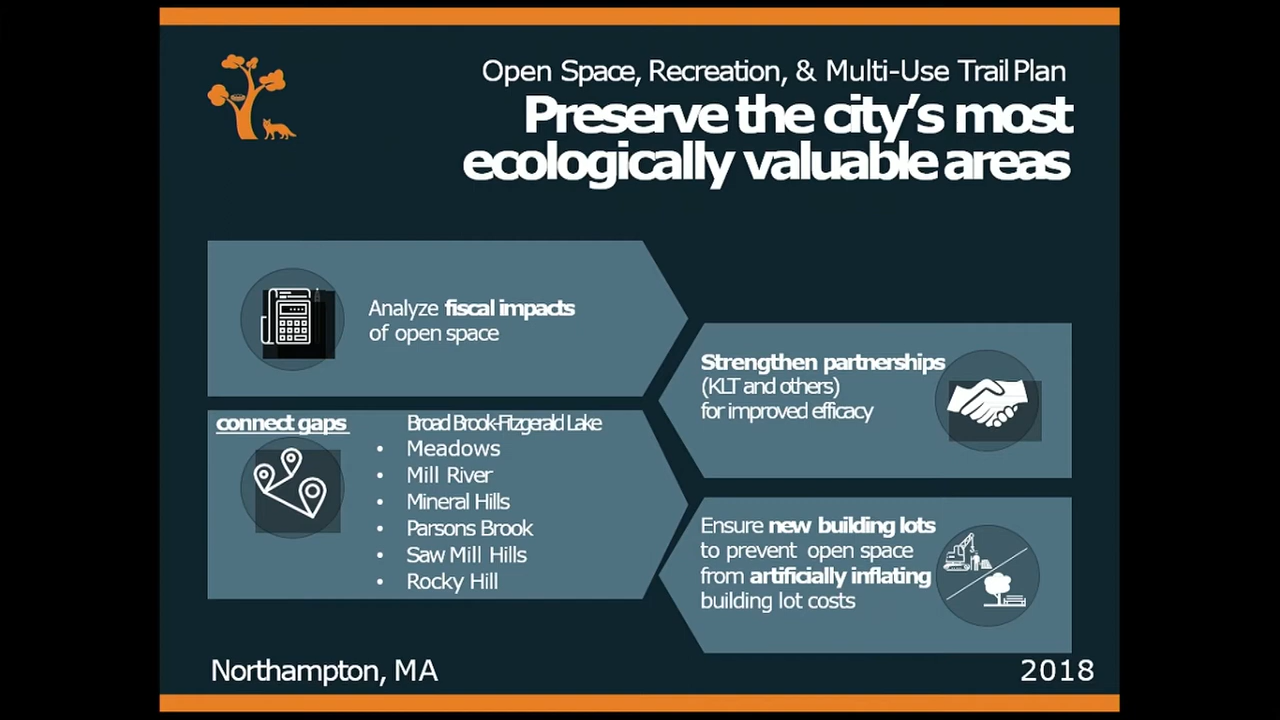 Open Space, Recreation, & Multi-Use Trail Plan
Preserve the city's most
ecologically valuable areas
Analyze fiscal impacts
of open space
Strengthen partnerships
(KLT and others)
for improved efficacy
connect gaps
Broad Brook-Fitzgerald Lake
• Meadows
• Mill River
• Mineral Hills
• Parsons Brook
• Saw Mill Hills
• Rocky Hill
Ensure new building lots
to prevent open space
from artificially inflating
building lot costs
Northampton, MA
2018